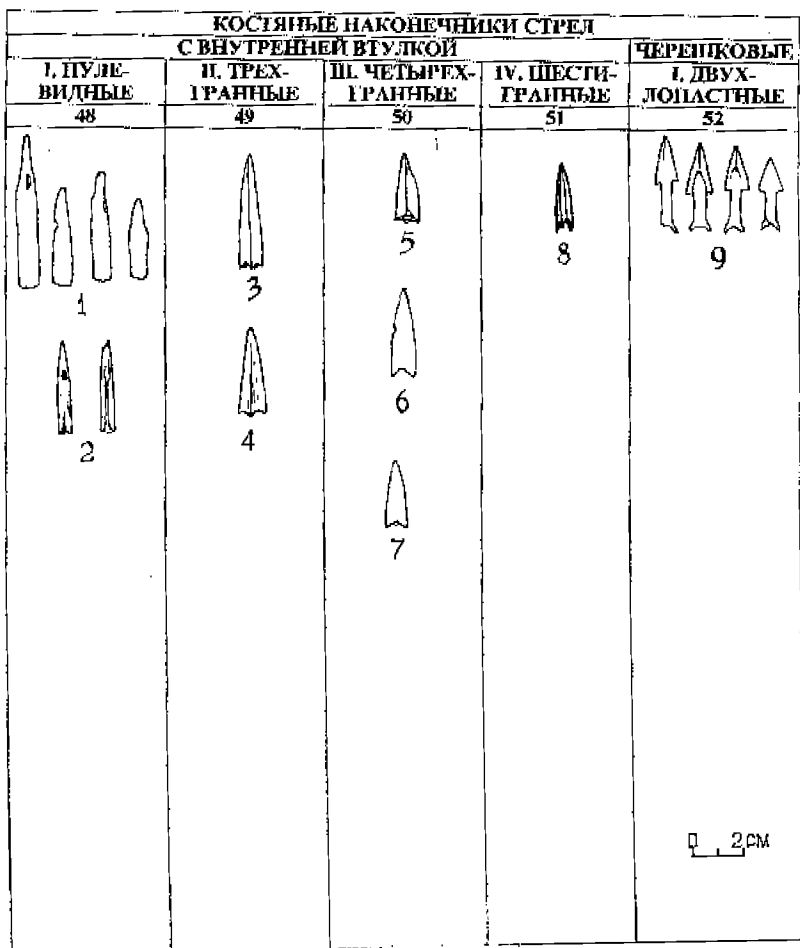 КОСТЯНЫЕ НАКОНЕЧНИКИ СТРЕЛ
С ВНУТРЕННЕЙ ВТУЛКОЙ
ЧЕРЕШКОВЫЕ
I. ПУЛЕ-
ВИДНЫЕ
II. ТРЕХ-
ГРАННЫЕ
III. ЧЕТЫРЕХ-
ГРАННЫЕ
IV. ШЕСТИ-
ГРАННЫЕ
I. ДВУХ-
ЛОПАСТНЫЕ
48
49
50
51
52
1
2
3
4
5
6
7
8
9
0 2 СМ